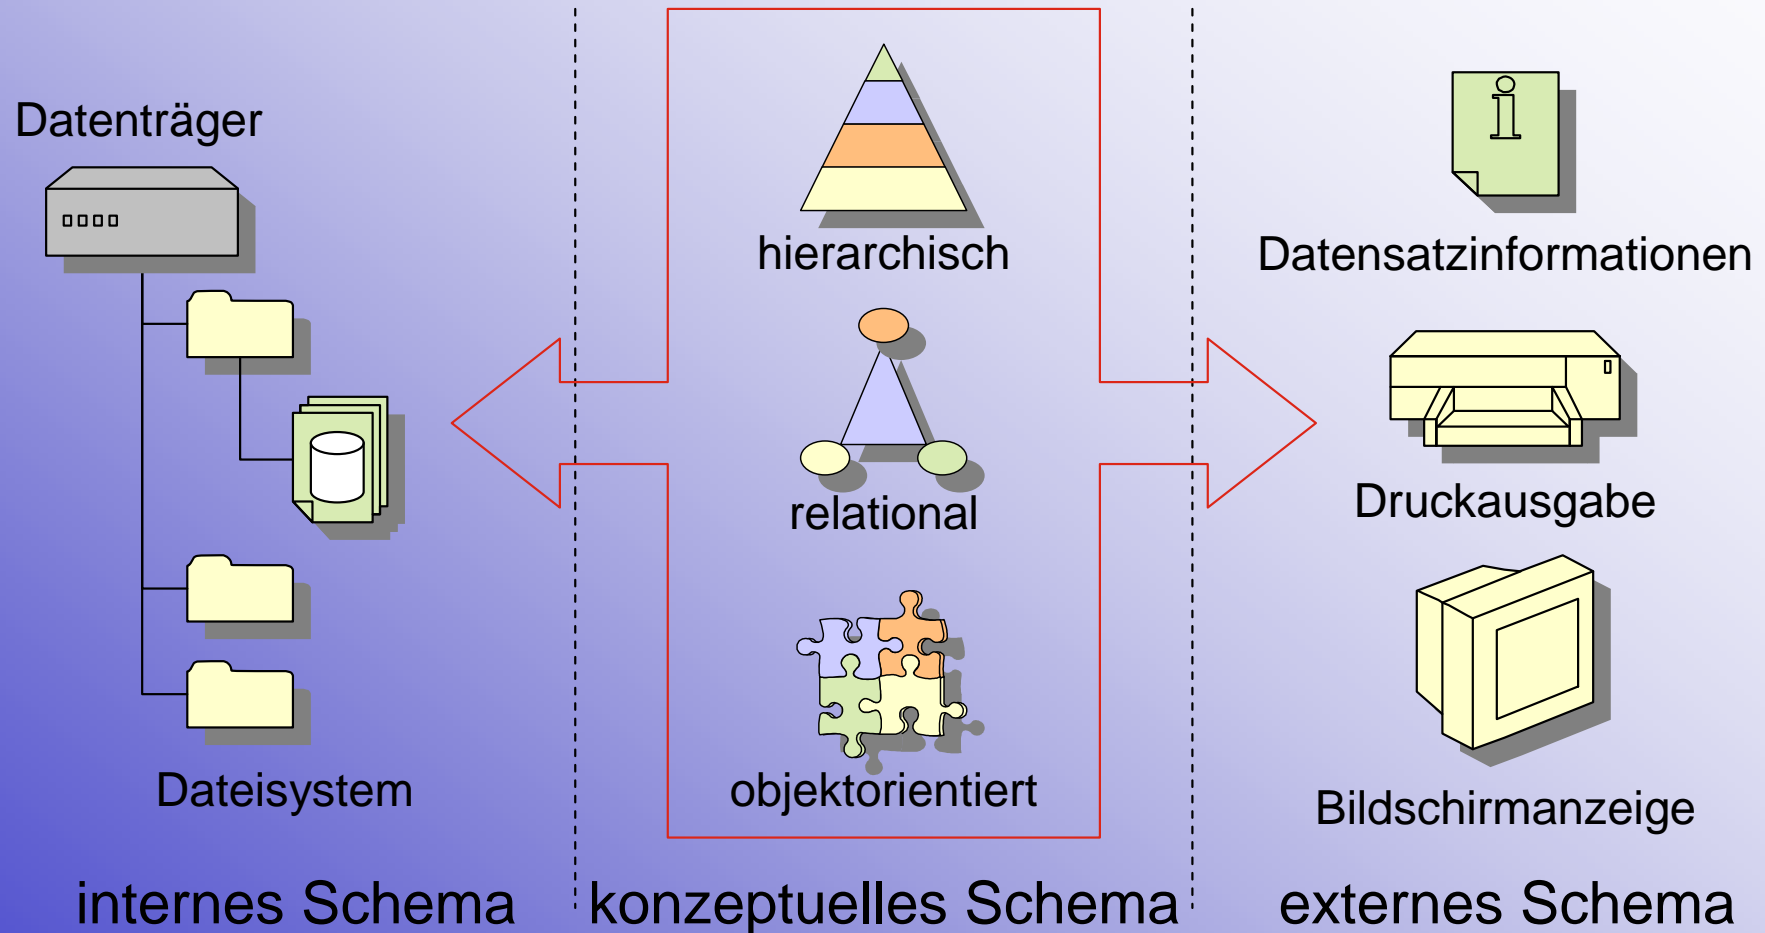 Datenträger
Dateisystem
internes Schema
hierarchisch
relational
objektorientiert
konzeptuelles Schema
i
Datensatzinformationen
Druckausgabe
Bildschirmanzeige
externes Schema